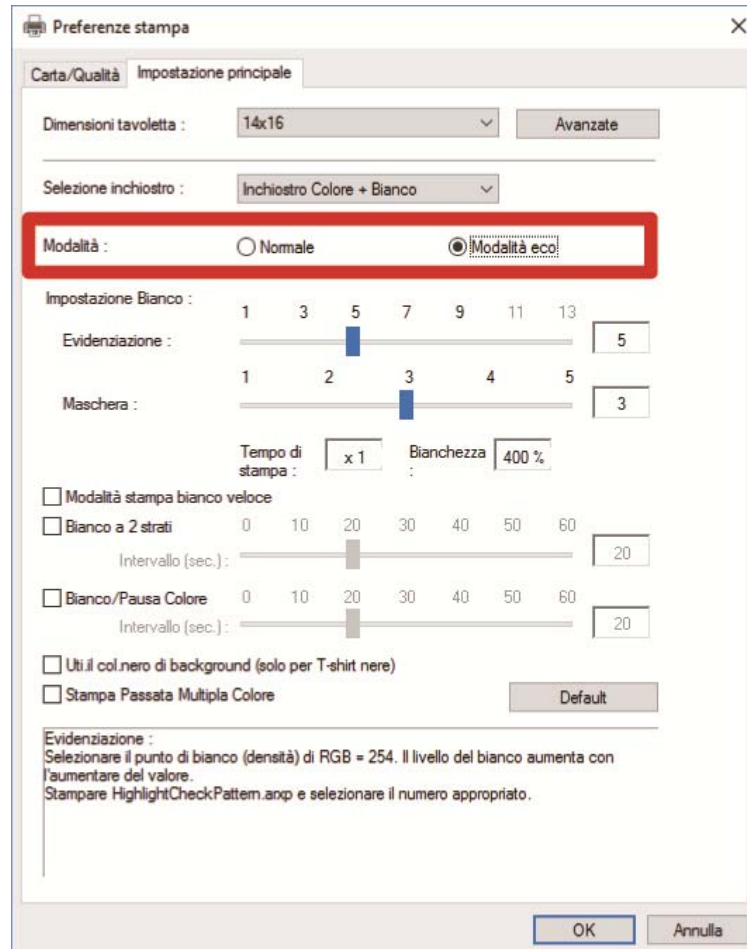 Preferenze stampa
Carta/Qualità Impostazione principale
Dimensioni tavoletta : 14x16 Avanzate
Selezione inchiostro : Inchiostro Colore + Bianco
Modalità : Normale Modalità eco
Impostazione Bianco :
1 3 5 7 9 11 13
Evidenziazione : 5
1 2 3 4 5
Maschera : 3
Tempo di stampa : x 1 Bianchezza : 400 %
Modalità stampa bianco veloce
Bianco a 2 strati 0 10 20 30 40 50 60
Intervallo (sec.) : 20
Bianco/Pausa Colore 0 10 20 30 40 50 60
Intervallo (sec.) : 20
Uti.il col.nero di background (solo per T-shirt nere)
Stampa Passata Multipla Colore Default
Evidenziazione :
Selezionare il punto di bianco (densità) di RGB = 254. Il livello del bianco aumenta con
l'aumentare del valore.
Stampare HighlightCheckPattern.arxp e selezionare il numero appropriato.
OK Annulla